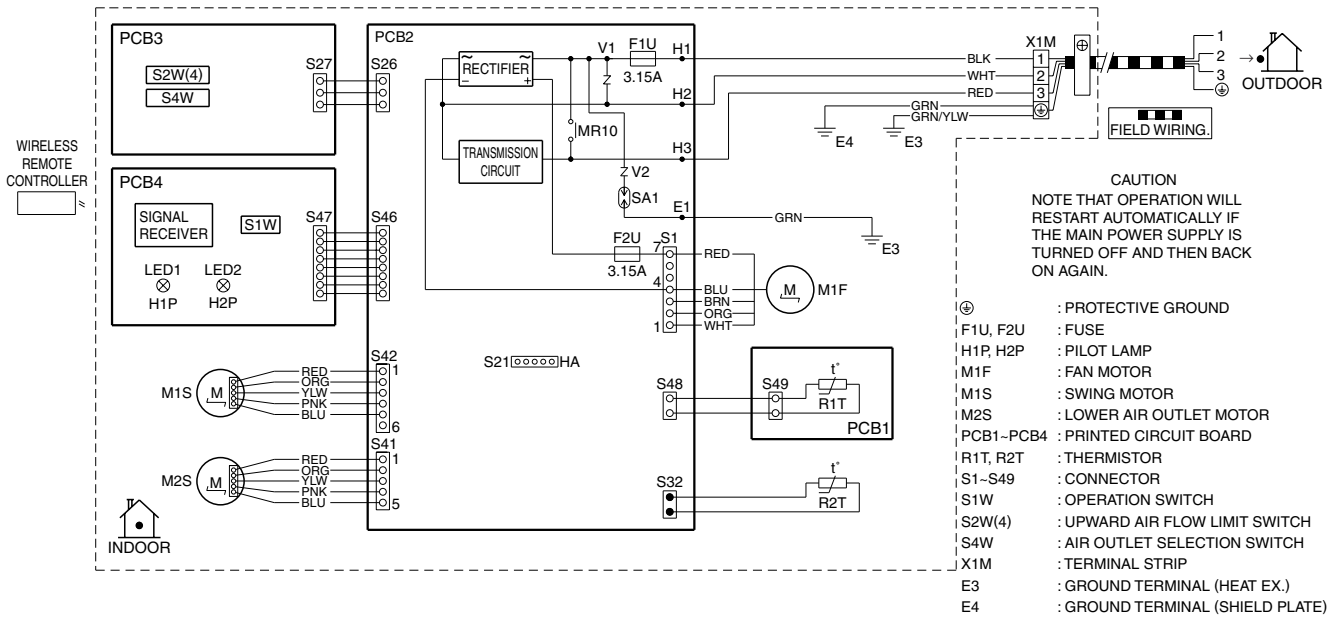 PCB3
S2W(4)
S4W
S27
S26
PCB2
RECTIFIER
~ ~
− +
V1
F1U
3.15A
H1
H2
MR10
TRANSMISSION
CIRCUIT
H3
Z V2
SA1
E1
GRN
E3
BLK
WHT
RED
GRN
GRN/YLW
E4
E3
X1M
1
2
3
1
2
3
OUTDOOR
FIELD WIRING.
WIRELESS
REMOTE
CONTROLLER
PCB4
SIGNAL
RECEIVER
S1W
LED1
H1P
LED2
H2P
S47
S46
F2U
3.15A
S1
7
4
1
RED
BLU
BRN
ORG
WHT
M
M1F
S21
HA
M1S
M
RED
ORG
YLW
PNK
BLU
S42
1
6
M2S
M
RED
ORG
YLW
PNK
BLU
S41
1
5
S48
S49
t°
R1T
PCB1
S32
t°
R2T
INDOOR
CAUTION
NOTE THAT OPERATION WILL
RESTART AUTOMATICALLY IF
THE MAIN POWER SUPPLY IS
TURNED OFF AND THEN BACK
ON AGAIN.
: PROTECTIVE GROUND
F1U, F2U : FUSE
H1P, H2P : PILOT LAMP
M1F : FAN MOTOR
M1S : SWING MOTOR
M2S : LOWER AIR OUTLET MOTOR
PCB1~PCB4 : PRINTED CIRCUIT BOARD
R1T, R2T : THERMISTOR
S1~S49 : CONNECTOR
S1W : OPERATION SWITCH
S2W(4) : UPWARD AIR FLOW LIMIT SWITCH
S4W : AIR OUTLET SELECTION SWITCH
X1M : TERMINAL STRIP
E3 : GROUND TERMINAL (HEAT EX.)
E4 : GROUND TERMINAL (SHIELD PLATE)